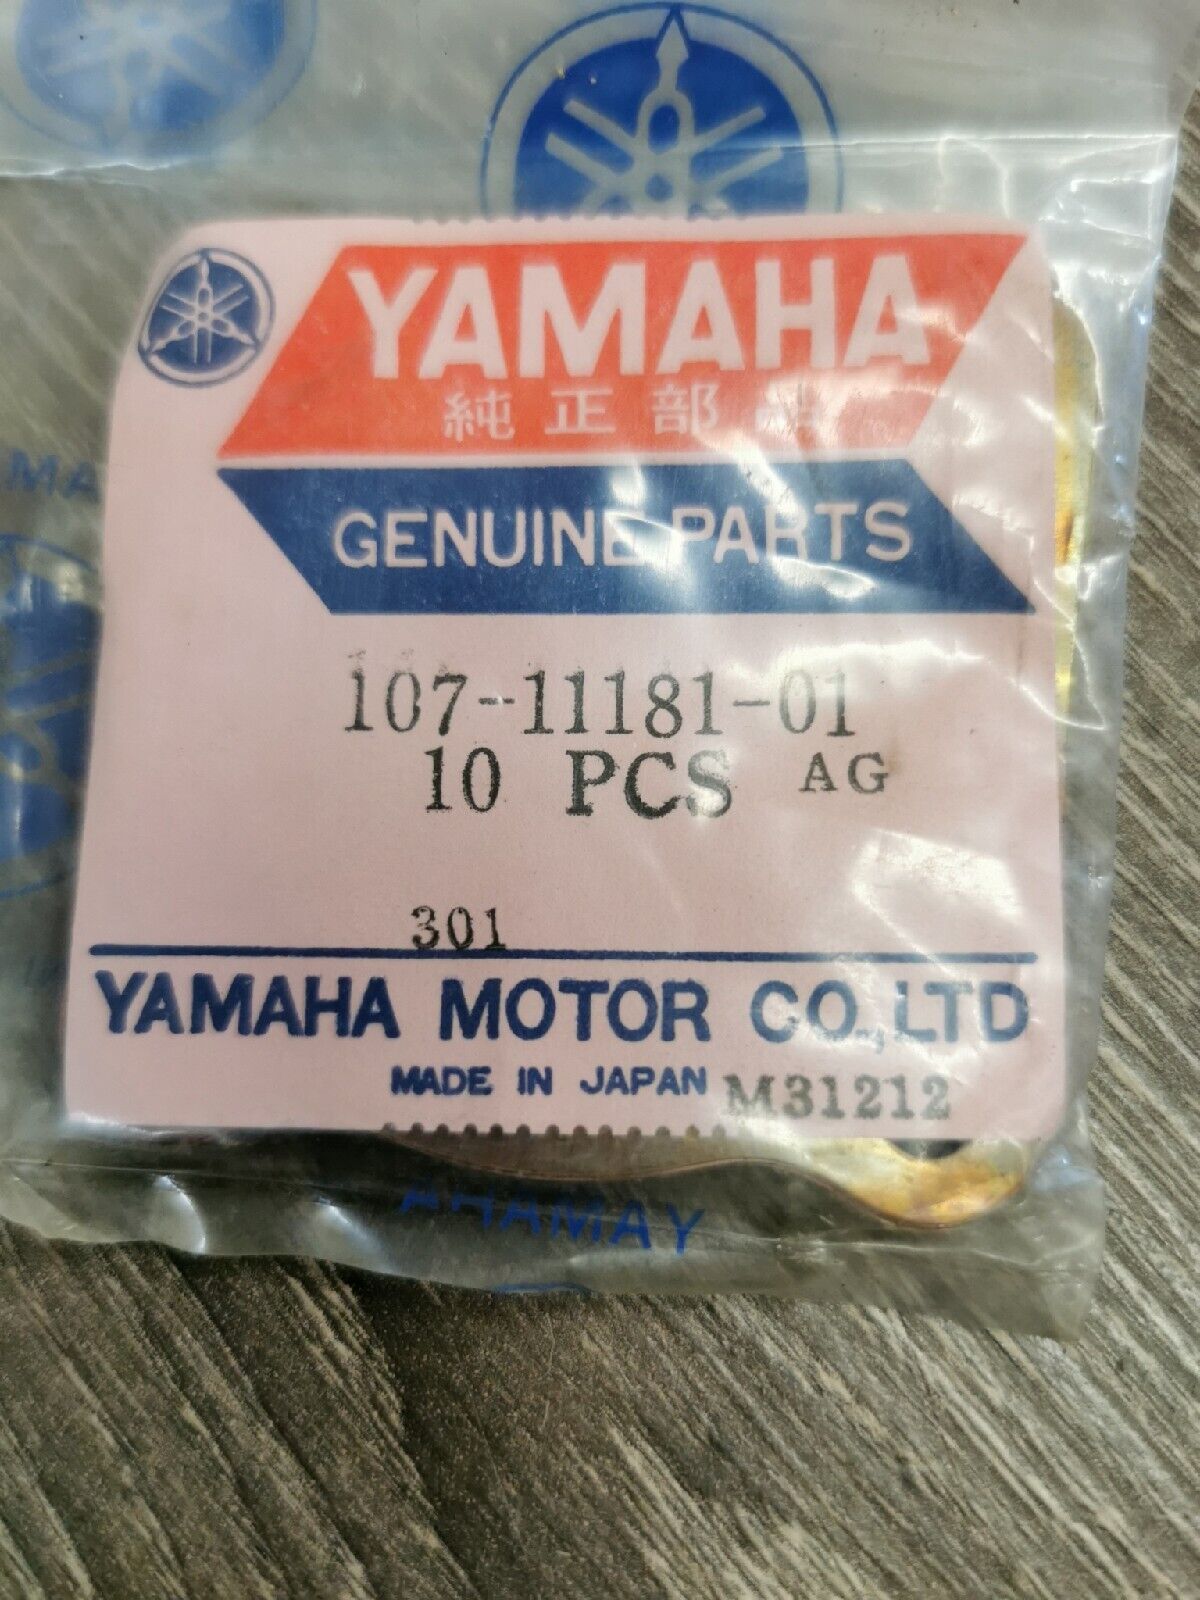 YAMAHA
純正部品
GENUINE PARTS
107-11181-01
10 PCS AG
301
YAMAHA MOTOR CO., LTD
MADE IN JAPAN M31212
YAMAHA